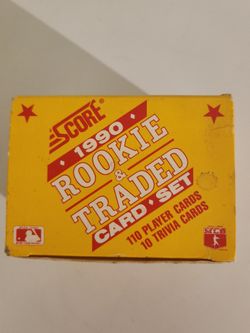 SCORE
1990
ROOKIE
&
TRADED
CARD • SET
110 PLAYER CARDS
10 TRIVIA CARDS